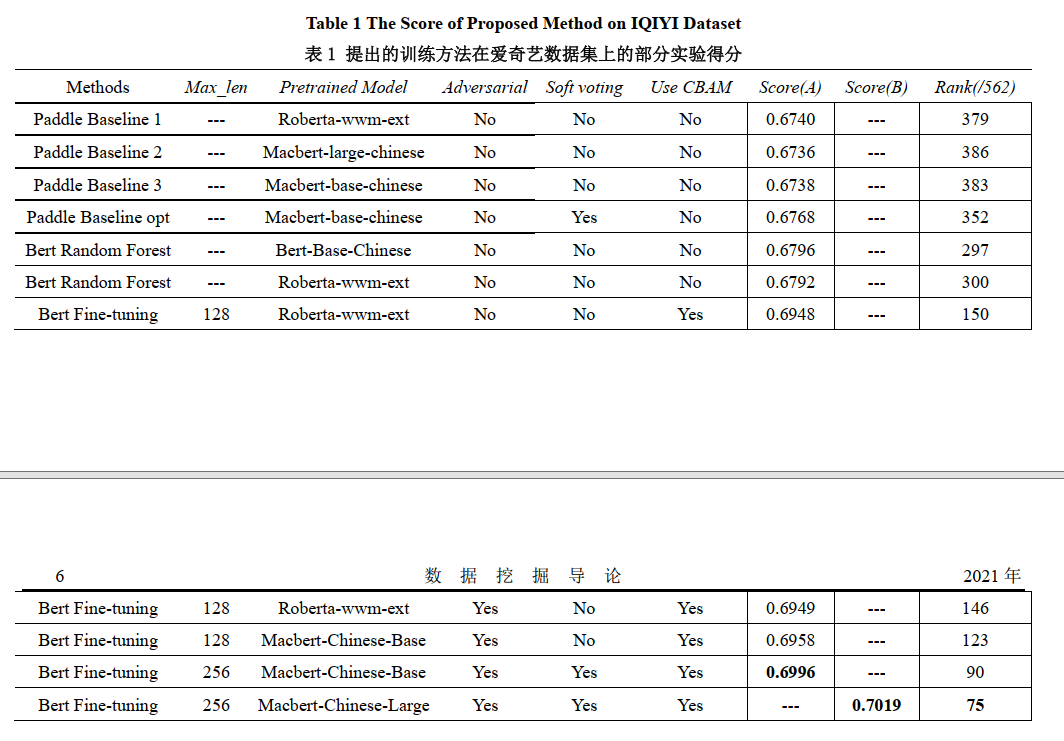 Table 1 The Score of Proposed Method on IQIYI Dataset
表 1 提出的训练方法在爱奇艺数据集上的部分实验得分
Methods Max_len Pretrained Model Adversarial Soft voting Use CBAM Score(A) Score(B) Rank(/562)
Paddle Baseline 1 --- Roberta-wwm-ext No No No 0.6740 --- 379
Paddle Baseline 2 --- Macbert-large-chinese No No No 0.6736 --- 386
Paddle Baseline 3 --- Macbert-base-chinese No No No 0.6738 --- 383
Paddle Baseline opt --- Macbert-base-chinese No Yes No 0.6768 --- 352
Bert Random Forest --- Bert-Base-Chinese No No No 0.6796 --- 297
Bert Random Forest --- Roberta-wwm-ext No No No 0.6792 --- 300
Bert Fine-tuning 128 Roberta-wwm-ext No No Yes 0.6948 --- 150
6 数 据 挖 掘 导 论 2021 年
Bert Fine-tuning 128 Roberta-wwm-ext Yes No Yes 0.6949 --- 146
Bert Fine-tuning 128 Macbert-Chinese-Base Yes No Yes 0.6958 --- 123
Bert Fine-tuning 256 Macbert-Chinese-Base Yes Yes Yes 0.6996 --- 90
Bert Fine-tuning 256 Macbert-Chinese-Large Yes Yes Yes --- 0.7019 75